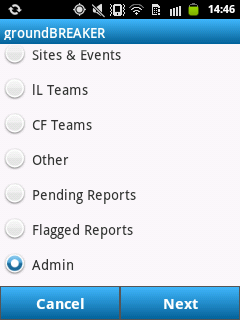 14:46
groundBREAKER
Sites & Events
IL Teams
CF Teams
Other
Pending Reports
Flagged Reports
Admin
Cancel
Next